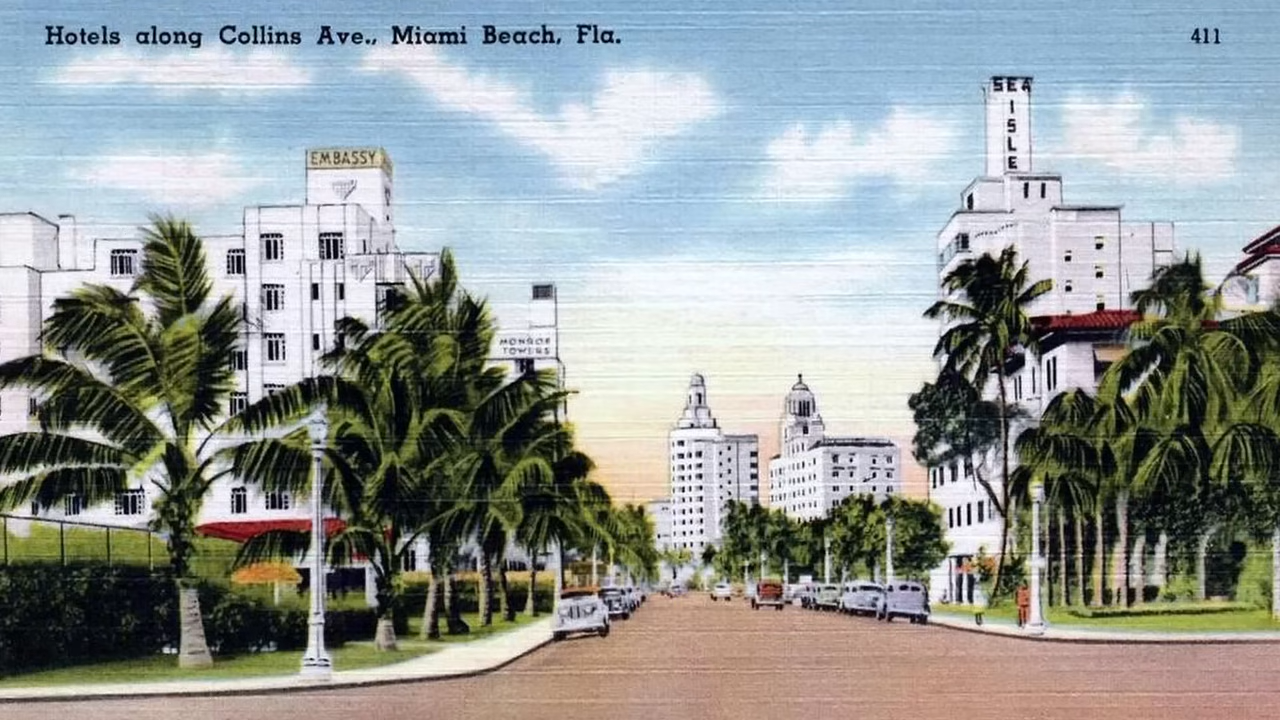 Hotels along Collins Ave., Miami Beach, Fla.
411
EMBASSY
MONROE
TOWERS
SEA
ISLE